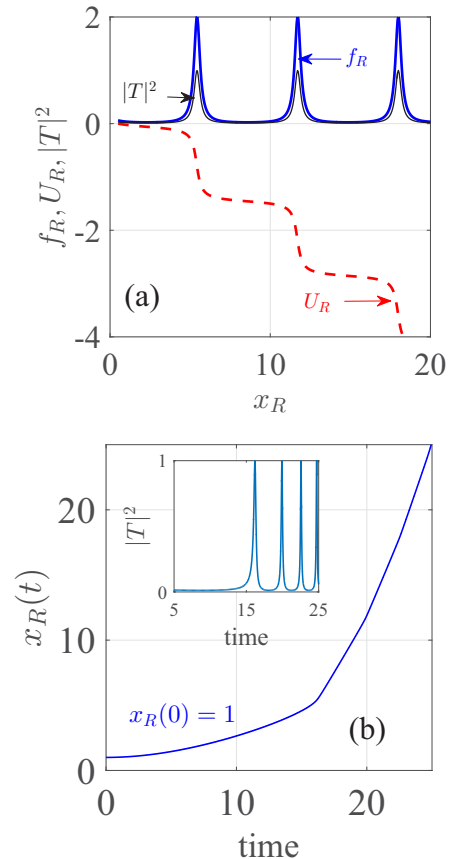 2
0
-2
-4
f_R, U_R, |T|^2
|T|^2
f_R
(a)
U_R
0 10 20
x_R
20
10
0
x_R(t)
1
0
|T|^2
5 15 25
time
x_R(0) = 1
(b)
0 10 20
time